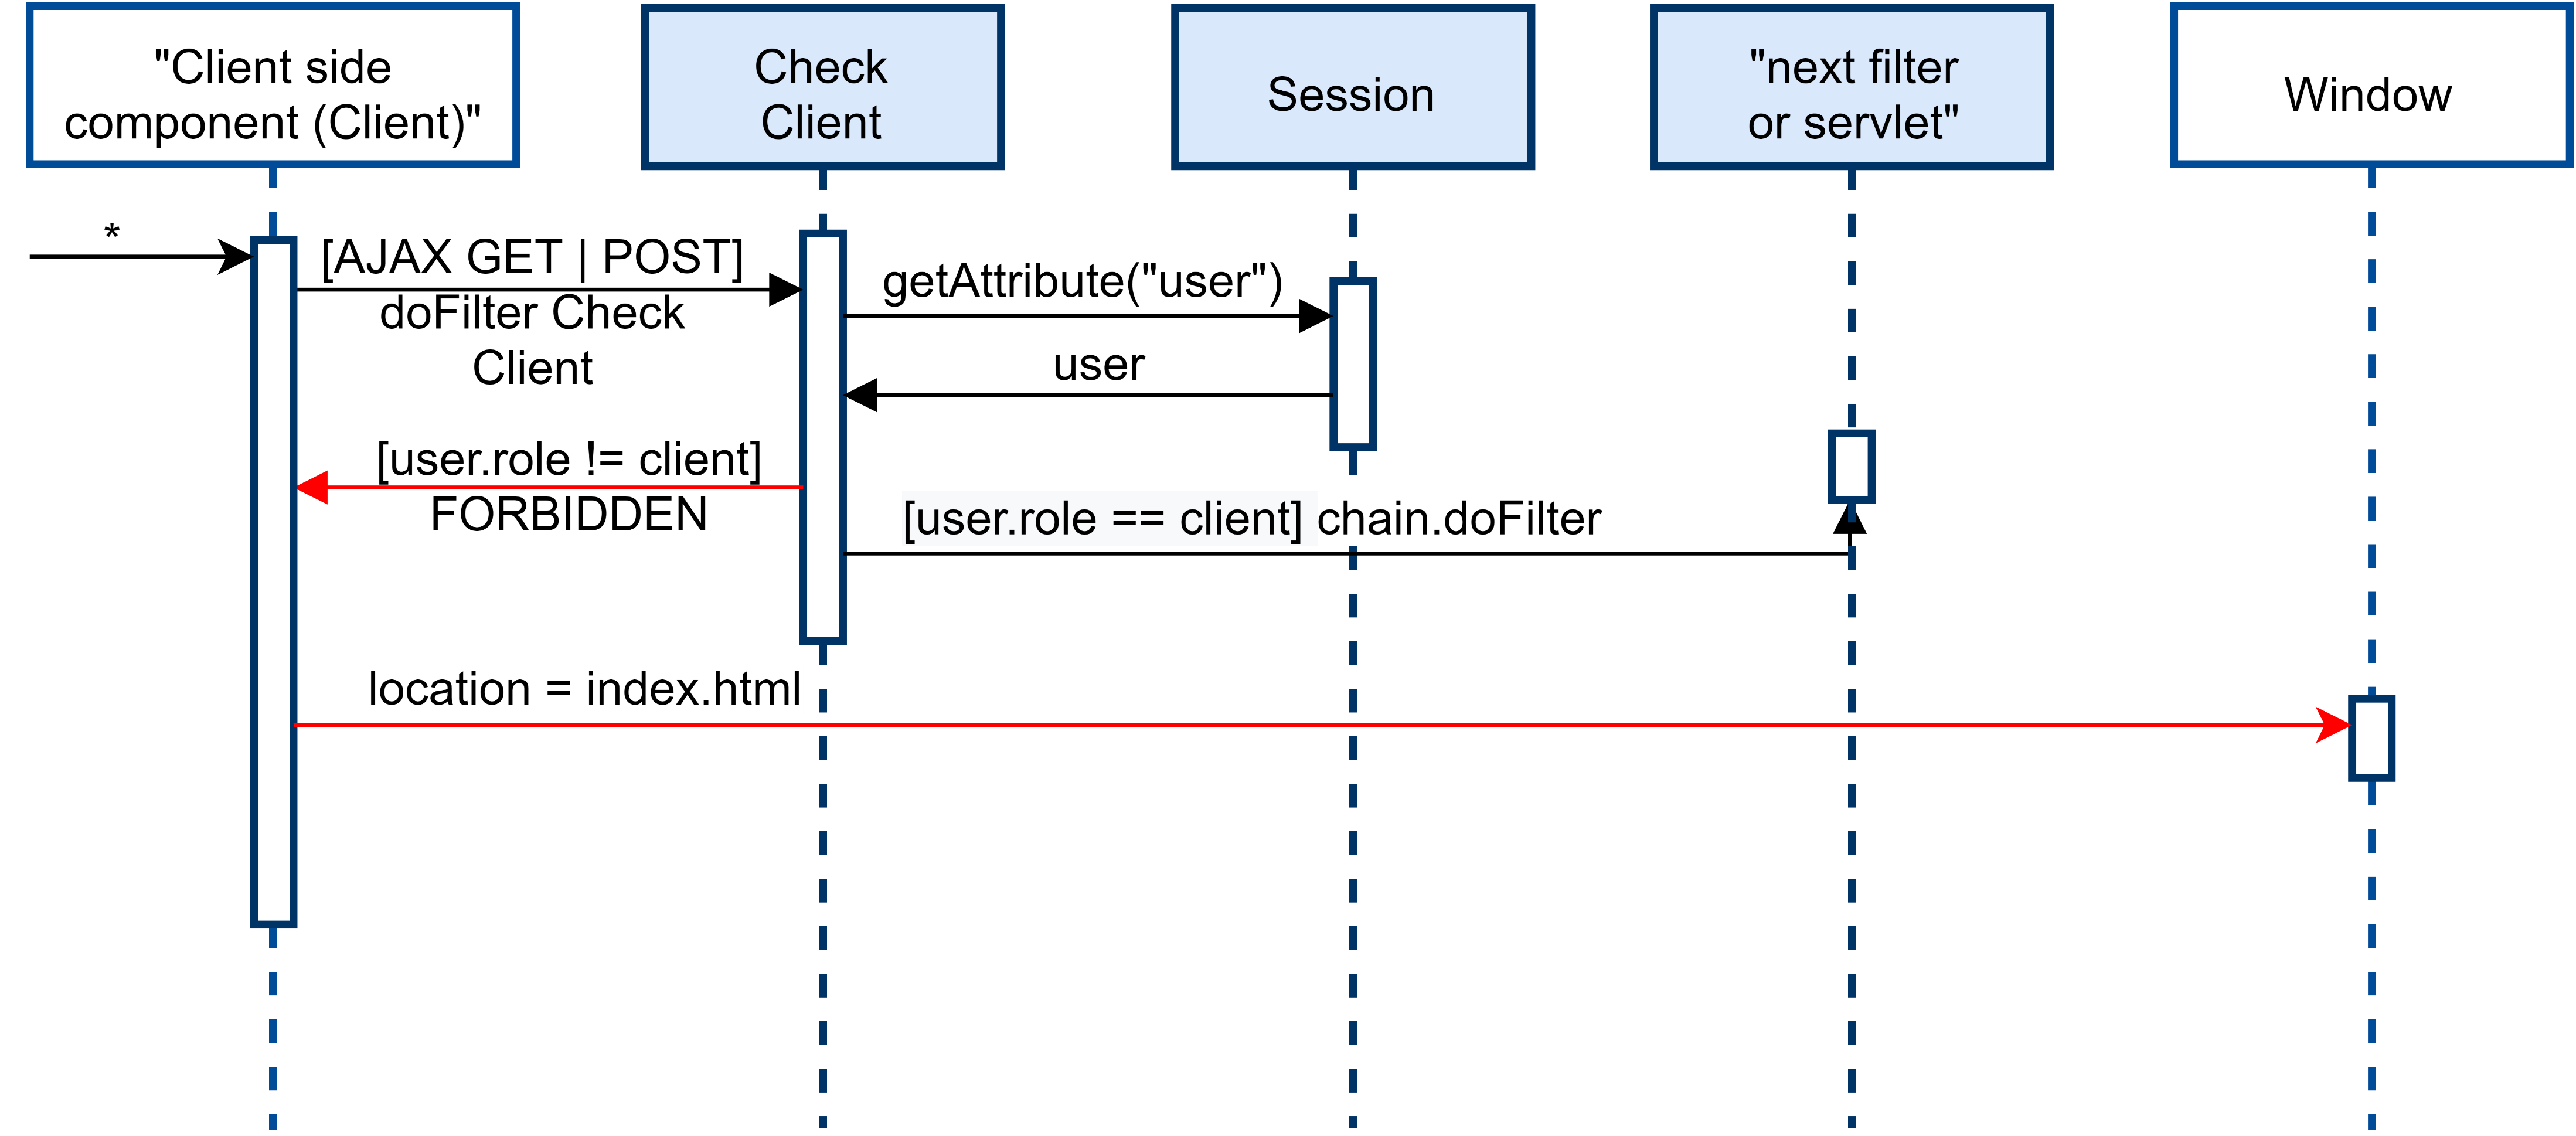 "Client side
component (Client)"
Check
Client
Session
"next filter
or servlet"
Window
*
[AJAX GET | POST]
doFilter Check
Client
getAttribute("user")
user
[user.role != client]
FORBIDDEN
[user.role == client] chain.doFilter
location = index.html